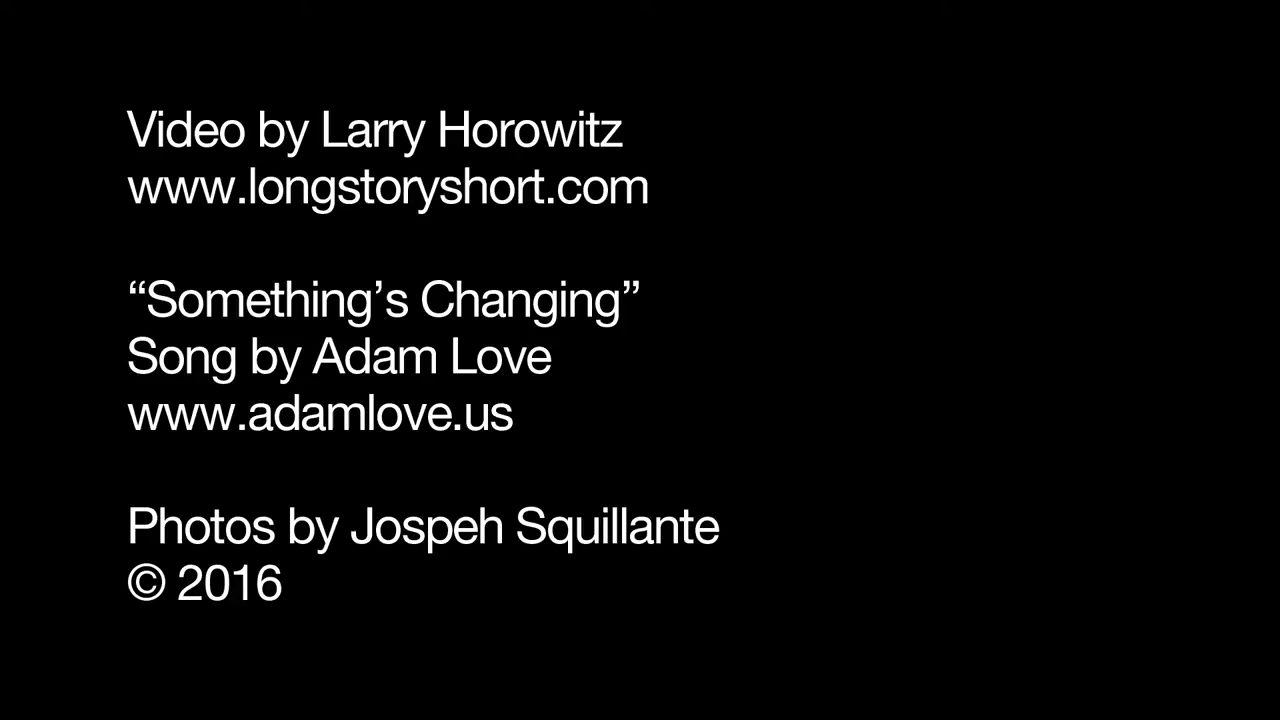 Video by Larry Horowitz
www.longstoryshort.com
“Something’s Changing”
Song by Adam Love
www.adamlove.us
Photos by Jospeh Squillante
© 2016